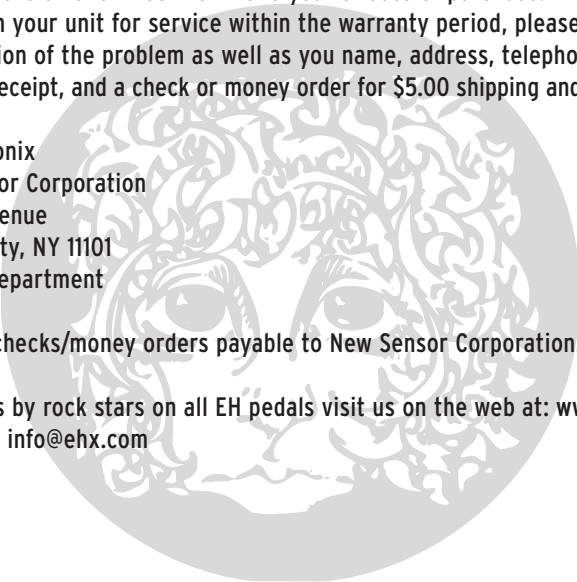 n your unit for service within the warranty period, please
ion of the problem as well as you name, address, telepho
eceipt, and a check or money order for $5.00 shipping and
onix
or Corporation
enue
ty, NY 11101
epartment
checks/money orders payable to New Sensor Corporation
s by rock stars on all EH pedals visit us on the web at: w
info@ehx.com